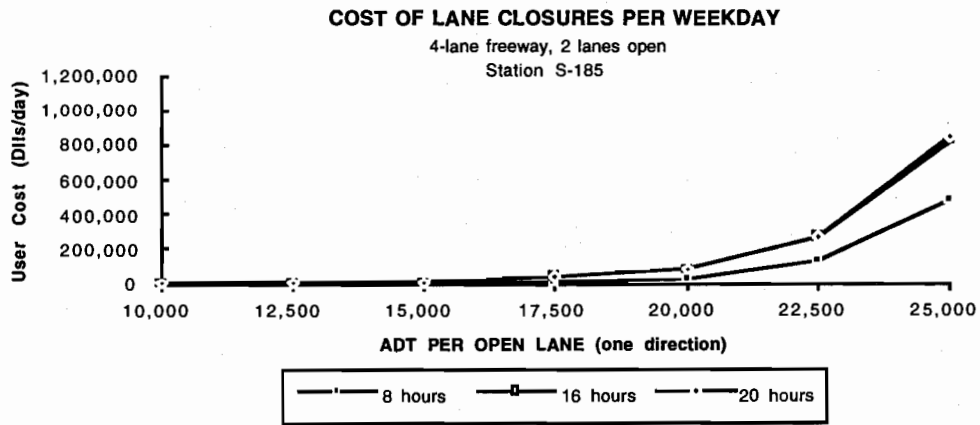 COST OF LANE CLOSURES PER WEEKDAY
4-lane freeway, 2 lanes open
Station S-185
User Cost (Dlls/day)
1,200,000
1,000,000
800,000
600,000
400,000
200,000
0
10,000 12,500 15,000 17,500 20,000 22,500 25,000
ADT PER OPEN LANE (one direction)
8 hours 16 hours 20 hours